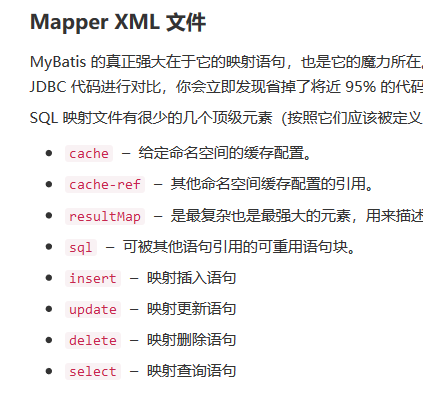 Mapper XML 文件
MyBatis 的真正强大在于它的映射语句，也是它的魔力所在。
JDBC 代码进行对比，你会立即发现省掉了将近 95% 的代码
SQL 映射文件有很少的几个顶级元素（按照它们应该被定义
cache – 给定命名空间的缓存配置。
cache-ref – 其他命名空间缓存配置的引用。
resultMap – 是最复杂也是最强大的元素，用来描述
sql – 可被其他语句引用的可重用语句块。
insert – 映射插入语句
update – 映射更新语句
delete – 映射删除语句
select – 映射查询语句